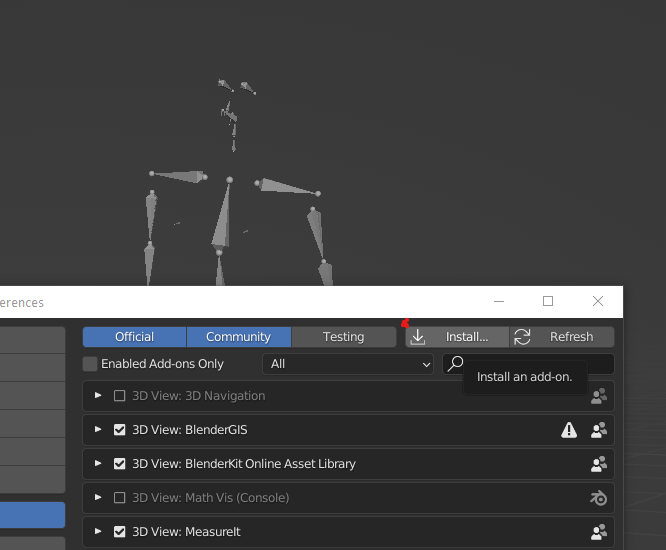 erences
Official Community Testing Install... Refresh
Enabled Add-ons Only All
Install an add-on.
3D View: 3D Navigation
3D View: BlenderGIS
3D View: BlenderKit Online Asset Library
3D View: Math Vis (Console)
3D View: MeasureIt